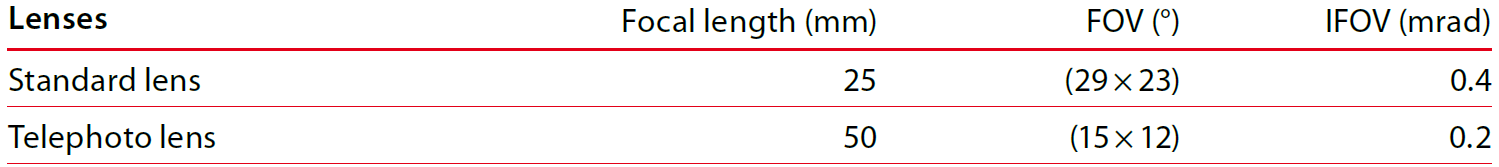 Lenses Focal length (mm) FOV (°) IFOV (mrad)
Standard lens 25 (29 × 23) 0.4
Telephoto lens 50 (15 × 12) 0.2